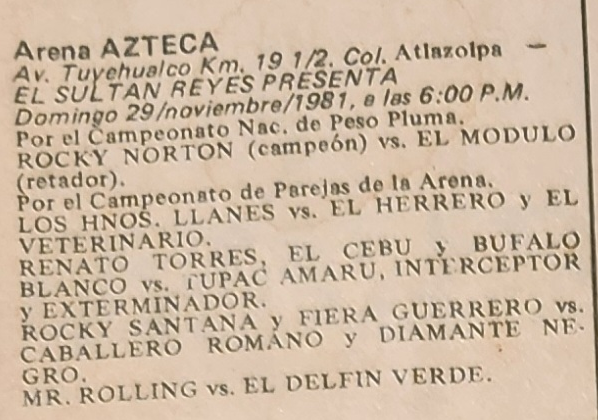 Arena AZTECA
Av. Tuyehualco Km. 19 1/2. Col. Atlazolpa —
EL SULTAN REYES PRESENTA
Domingo 29/noviembre/1981, a las 6:00 P.M.
Por el Campeonato Nac. de Peso Pluma.
ROCKY NORTON (campeón) vs. EL MODULO
(retador).
Por el Campeonato de Parejas de la Arena.
LOS HNOS. LLANES vs. EL HERRERO y EL
VETERINARIO.
RENATO TORRES, EL CEBU y BUFALO
BLANCO vs. TUPAC AMARU, INTERCEPTOR
y EXTERMINADOR.
ROCKY SANTANA y FIERA GUERRERO vs.
CABALLERO ROMANO y DIAMANTE NE-
GRO.
MR. ROLLING vs. EL DELFIN VERDE.